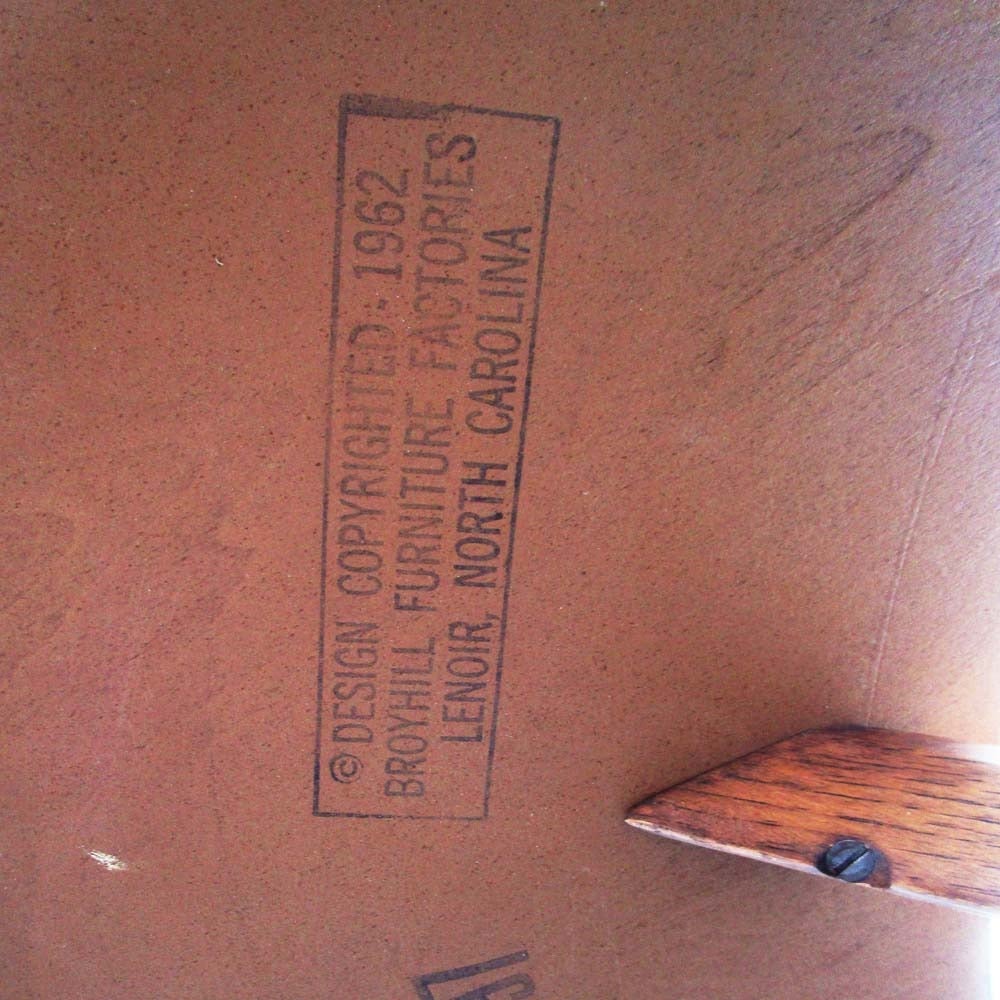 © DESIGN COPYRIGHTED - 1962
BROYHILL FURNITURE FACTORIES
LENOIR, NORTH CAROLINA